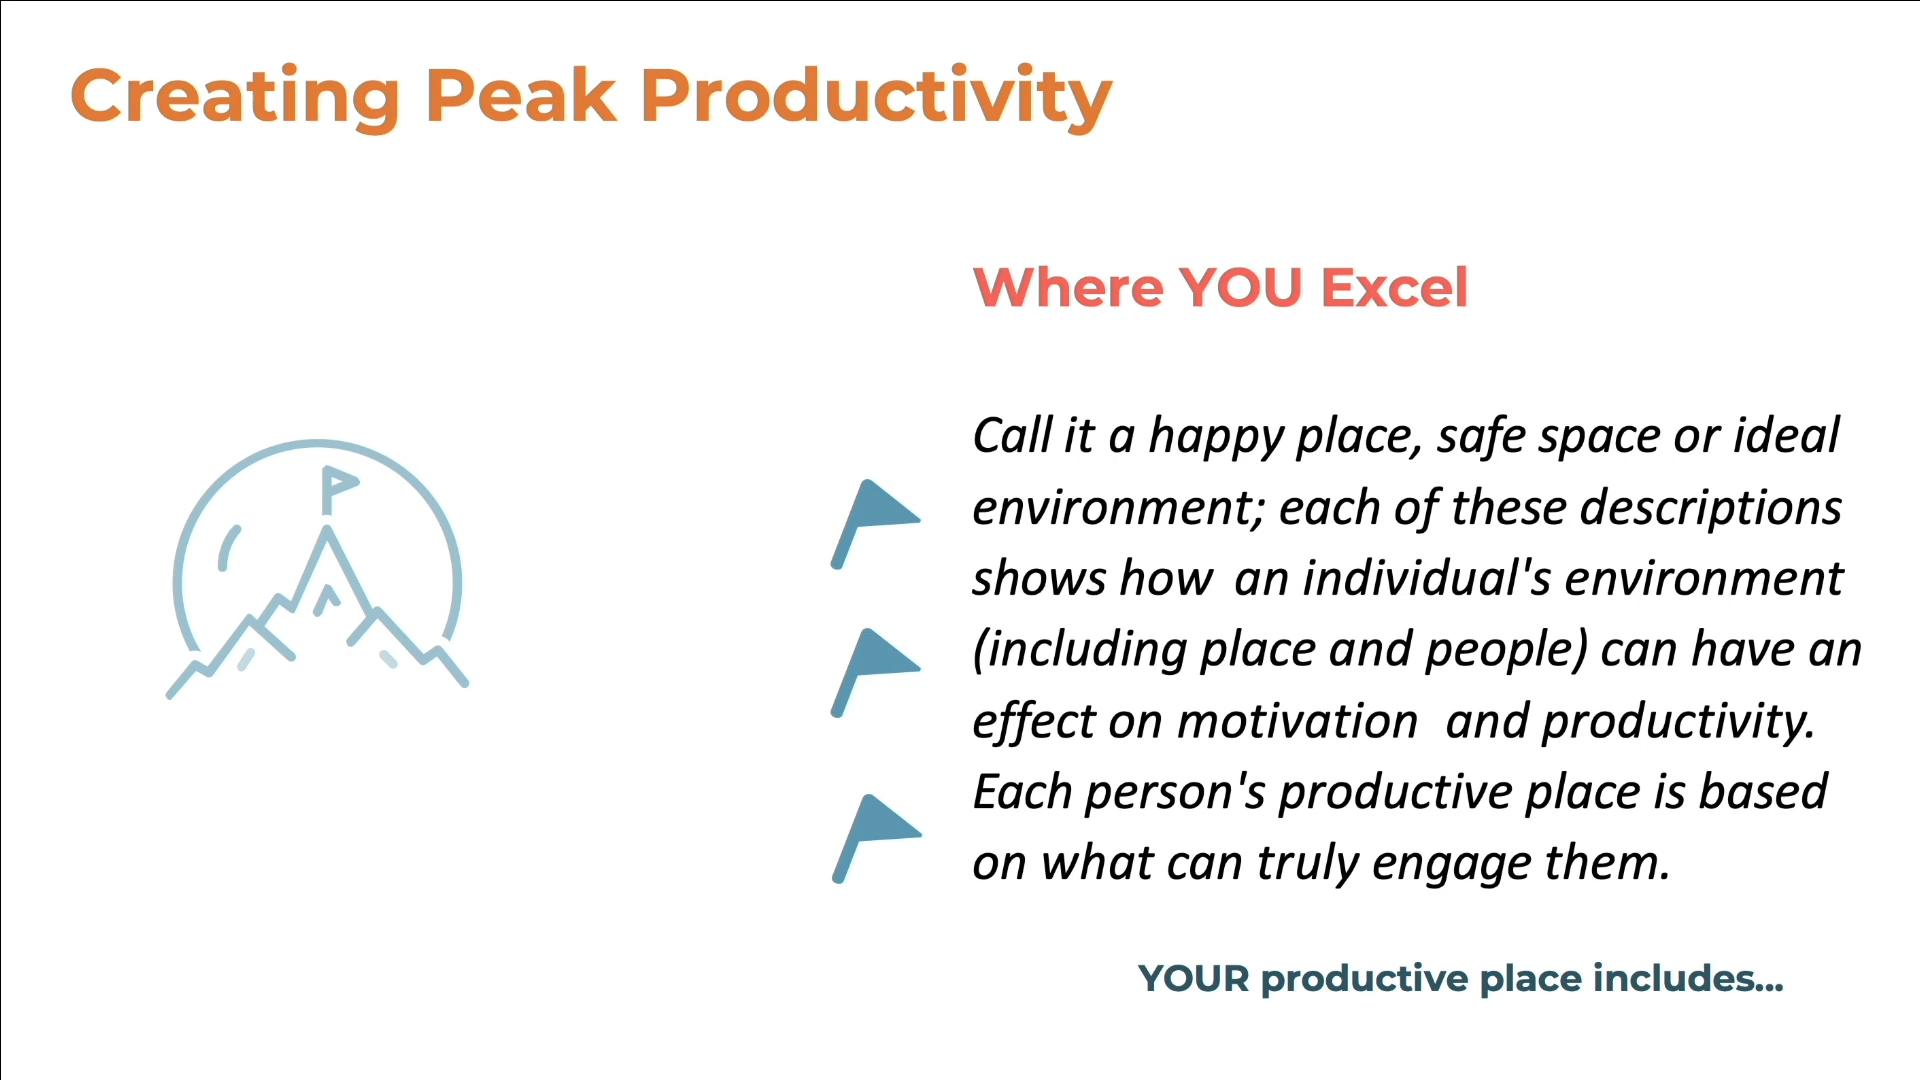 Creating Peak Productivity
Where YOU Excel
Call it a happy place, safe space or ideal
environment; each of these descriptions
shows how an individual's environment
(including place and people) can have an
effect on motivation and productivity.
Each person's productive place is based
on what can truly engage them.
YOUR productive place includes...